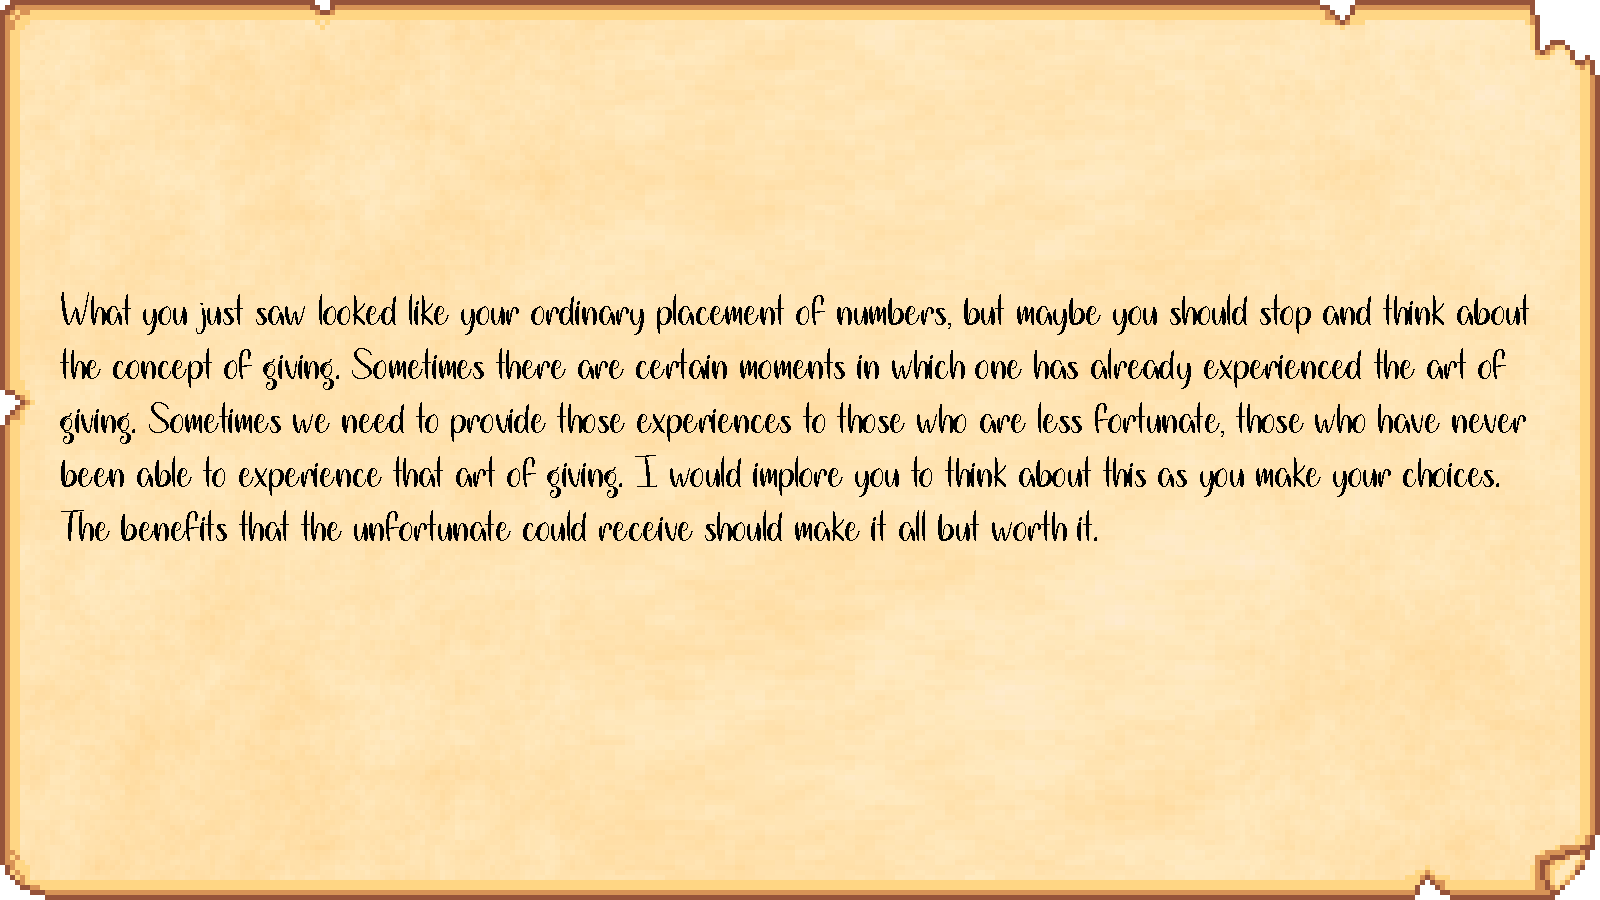 What you just saw looked like your ordinary placement of numbers, but maybe you should stop and think about
the concept of giving. Sometimes there are certain moments in which one has already experienced the art of
giving. Sometimes we need to provide those experiences to those who are less fortunate, those who have never
been able to experience that art of giving. I would implore you to think about this as you make your choices.
The benefits that the unfortunate could receive should make it all but worth it.